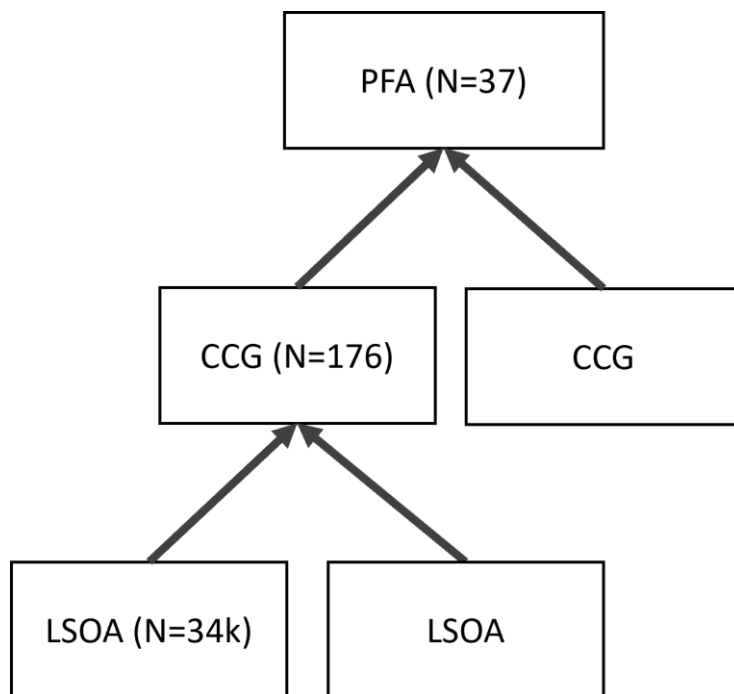 PFA (N=37)
CCG (N=176)
CCG
LSOA (N=34k)
LSOA